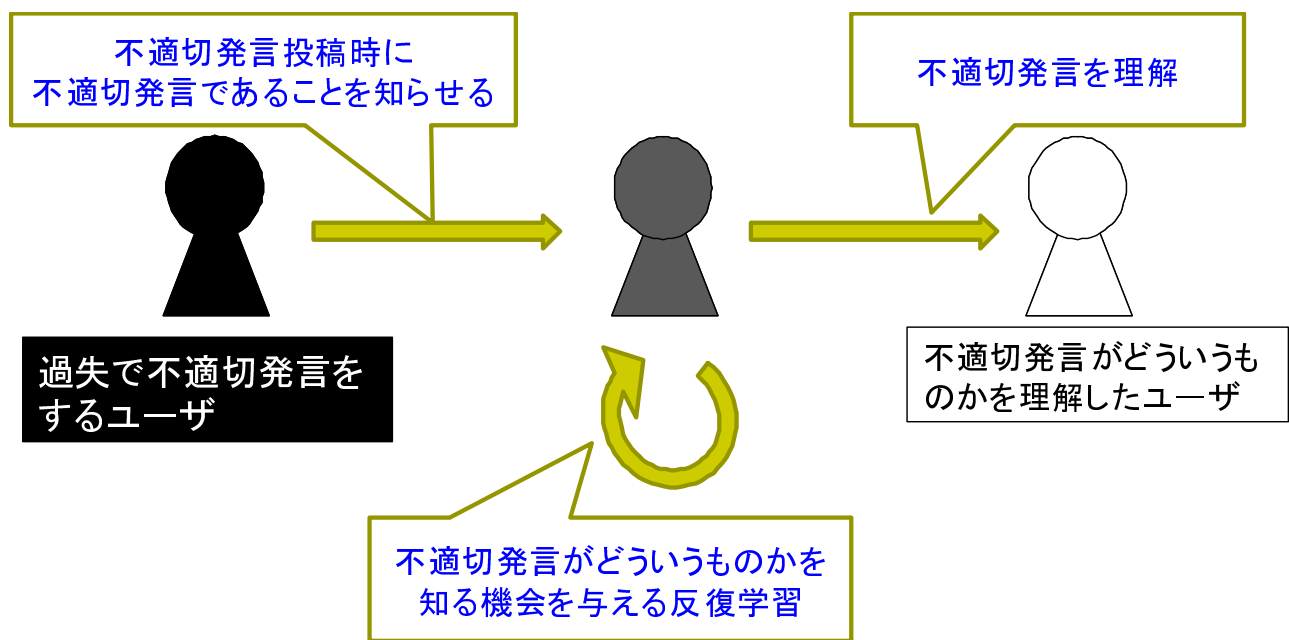 不適切発言投稿時に
不適切発言であることを知らせる
不適切発言を理解
過失で不適切発言を
するユーザ
不適切発言がどういうも
のかを理解したユーザ
不適切発言がどういうものかを
知る機会を与える反復学習